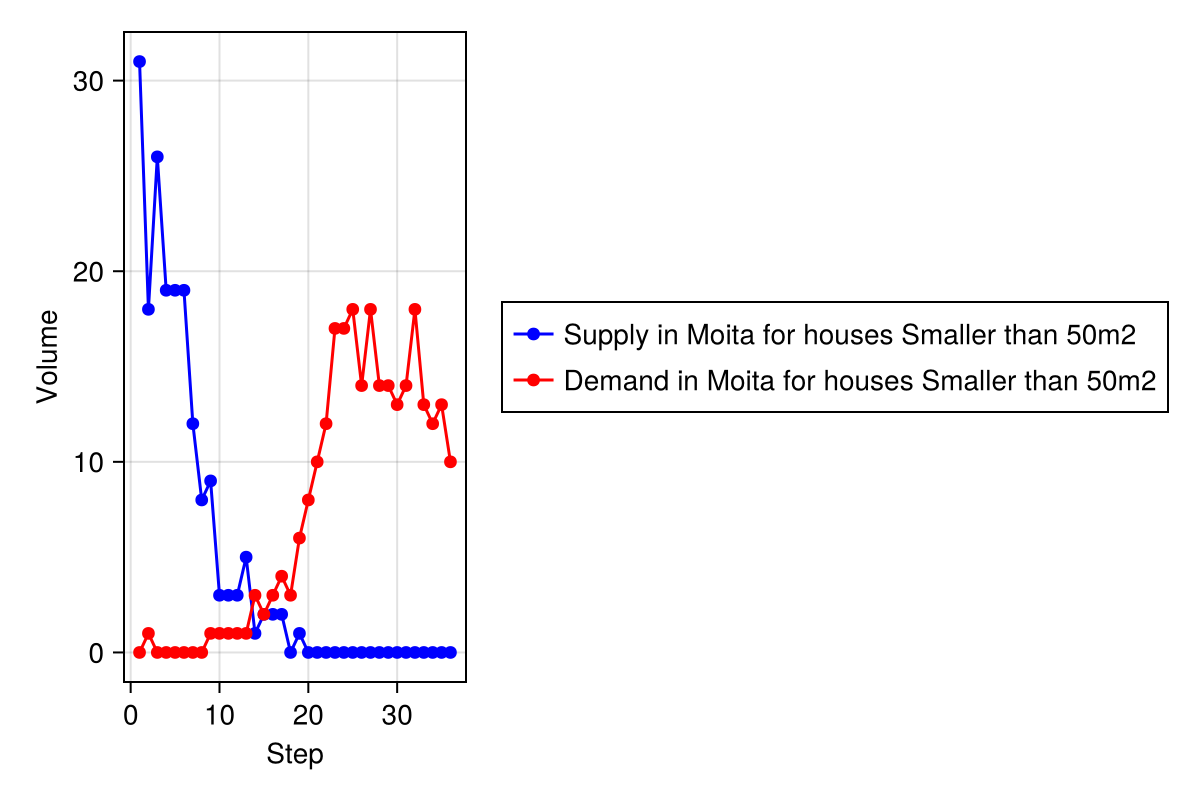 Volume
30
20
10
0
0 10 20 30
Step
Supply in Moita for houses Smaller than 50m2
Demand in Moita for houses Smaller than 50m2